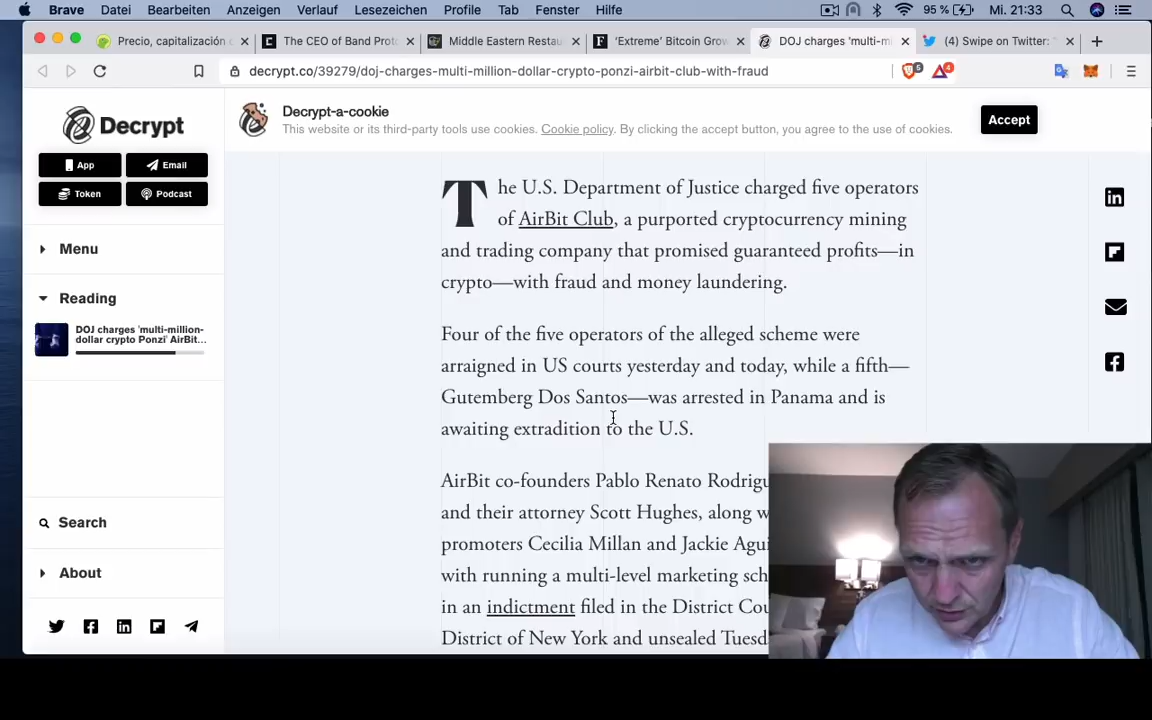 Brave Datei Bearbeiten Anzeigen Verlauf Lesezeichen Profile Tab Fenster Hilfe 95 % Mi. 21:33
Precio, capitalización
The CEO of Band Prot
Middle Eastern Restau
'Extreme' Bitcoin Grow
DOJ charges 'multi-m
(4) Swipe on Twitter: "
decrypt.co/39279/doj-charges-multi-million-dollar-crypto-ponzi-airbit-club-with-fraud
5
4
Decrypt
App
Email
Token
Podcast
Menu
Reading
DOJ charges 'multi-million-
dollar crypto Ponzi' AirBit...
Search
About
Decrypt-a-cookie
This website or its third-party tools use cookies. Cookie policy. By clicking the accept button, you agree to the use of cookies.
Accept
The U.S. Department of Justice charged five operators
of AirBit Club, a purported cryptocurrency mining
and trading company that promised guaranteed profits—in
crypto—with fraud and money laundering.
Four of the five operators of the alleged scheme were
arraigned in US courts yesterday and today, while a fifth—
Gutemberg Dos Santos—was arrested in Panama and is
awaiting extradition to the U.S.
AirBit co-founders Pablo Renato Rodrigu
and their attorney Scott Hughes, along w
promoters Cecilia Millan and Jackie Agui
with running a multi-level marketing sch
in an indictment filed in the District Cou
District of New York and unsealed Tuesd